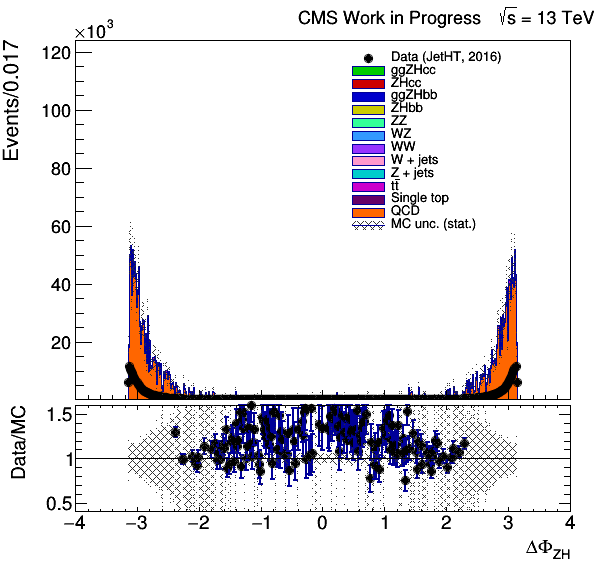 CMS Work in Progress √s = 13 TeV
×10³
Events/0.017
120
100
80
60
40
20
Data (JetHT, 2016)
ggZHcc
ZHcc
ggZHbb
ZHbb
ZZ
WZ
WW
W + jets
Z + jets
tt̄
Single top
QCD
MC unc. (stat.)
Data/MC
1.5
1
0.5
−4 −3 −2 −1 0 1 2 3 4
ΔΦ_ZH